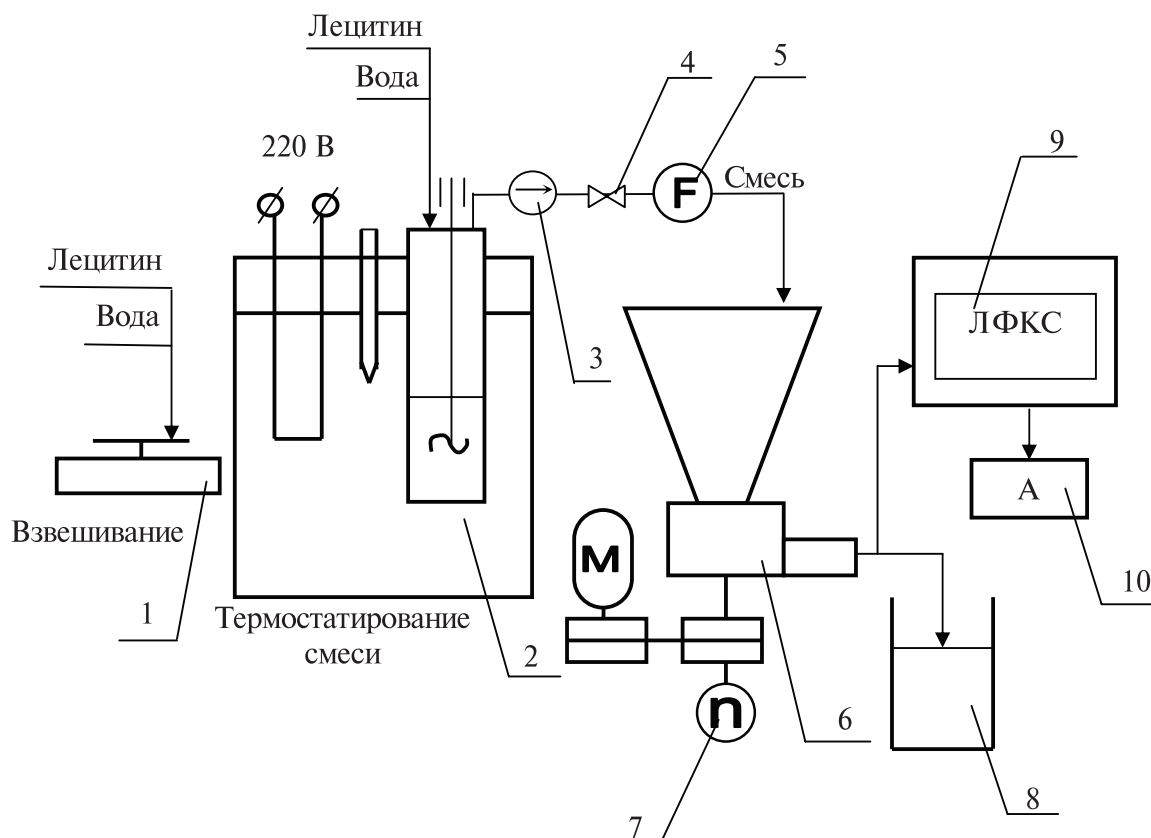 Лецитин
Вода
220 В
4
5
9
Смесь
Лецитин
Вода
F
ЛФКС
3
А
Взвешивание
М
10
1
Термостатирование
смеси
2
n
6
8
7